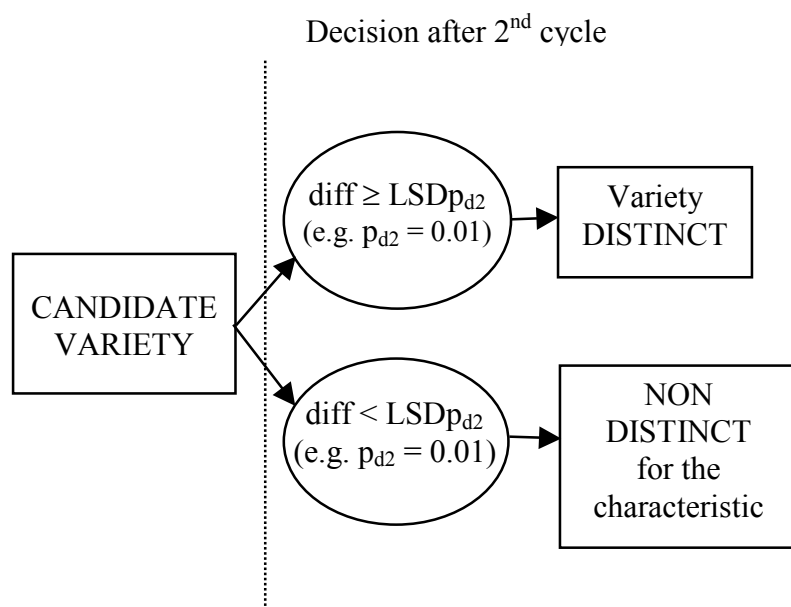 Decision after 2nd cycle
CANDIDATE
VARIETY
diff ≥ LSDpd2
(e.g. pd2 = 0.01)
Variety
DISTINCT
diff < LSDpd2
(e.g. pd2 = 0.01)
NON
DISTINCT
for the
characteristic